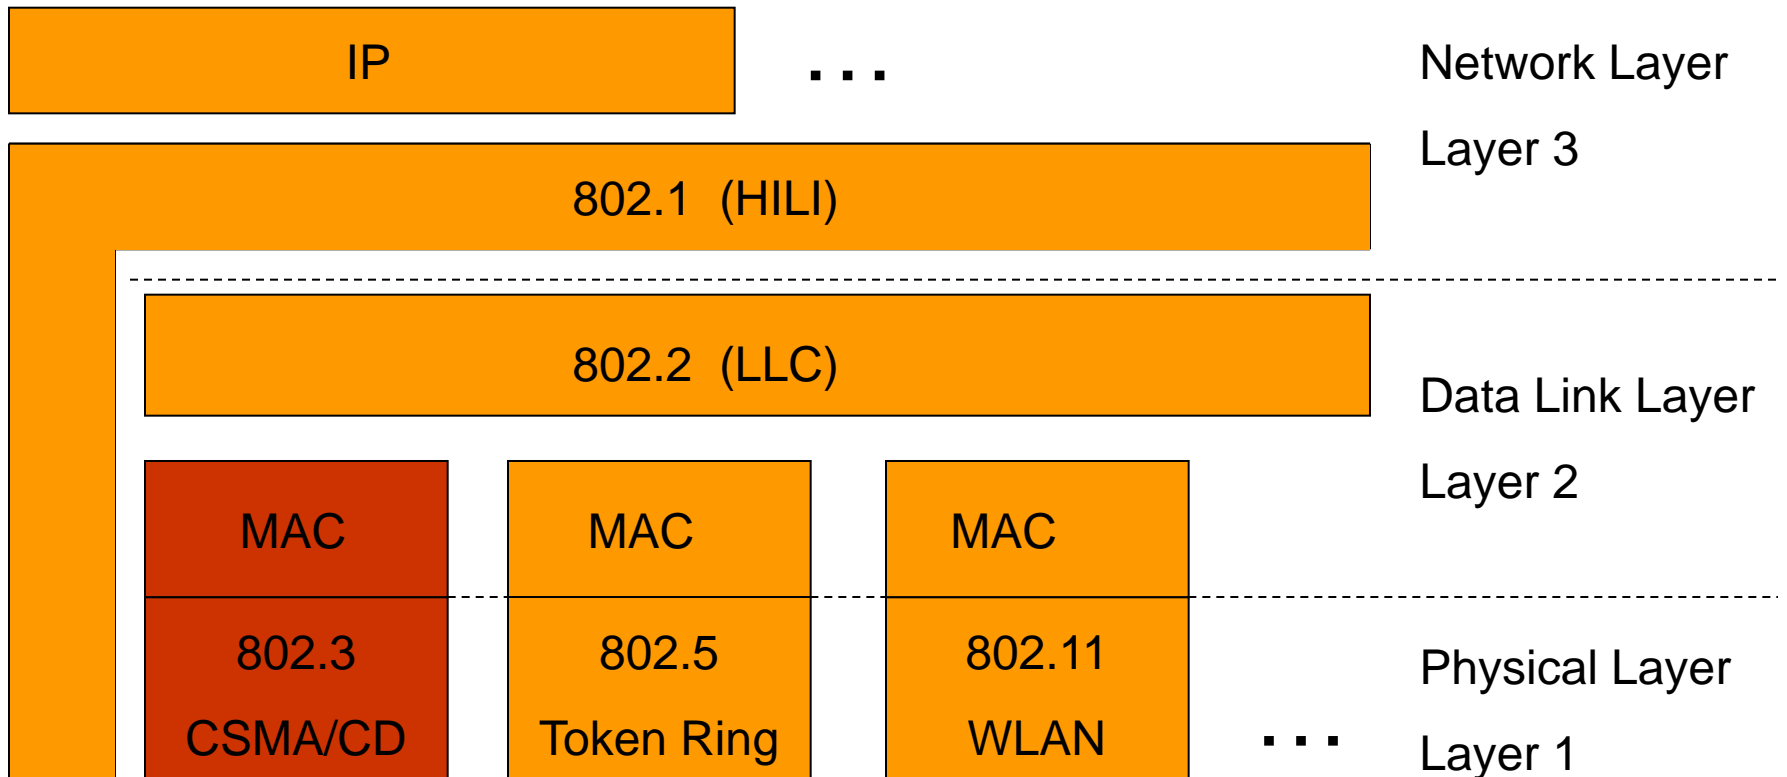 IP
...
Network Layer
Layer 3
802.1 (HILI)
802.2 (LLC)
Data Link Layer
Layer 2
MAC
MAC
MAC
802.3
CSMA/CD
802.5
Token Ring
802.11
WLAN
...
Physical Layer
Layer 1